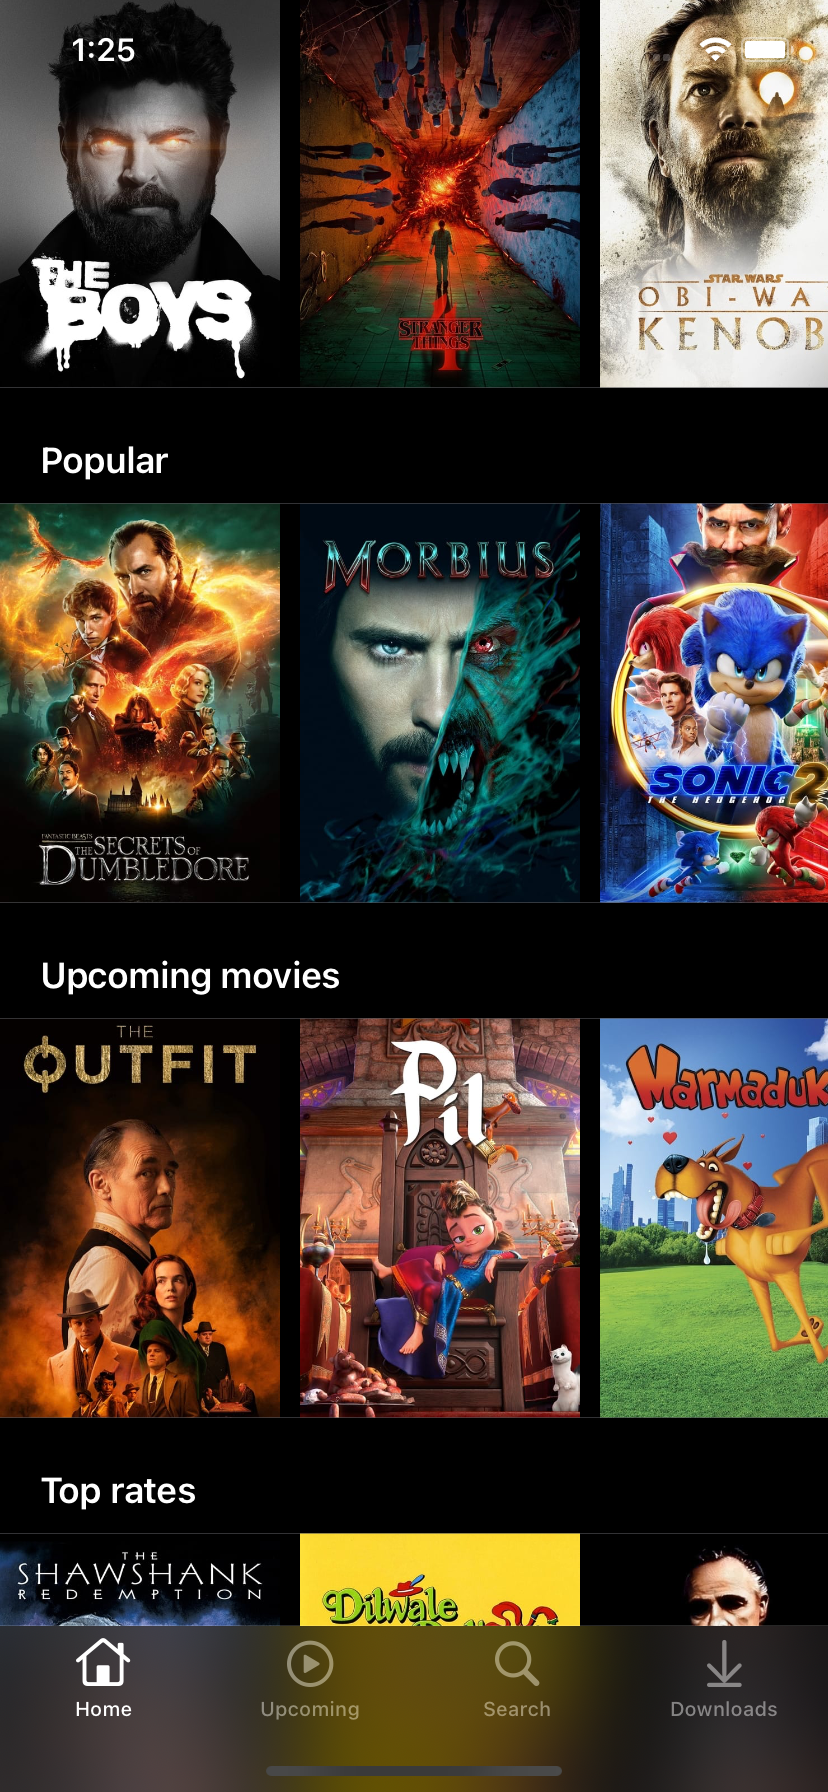 1:25
THE
BOYS
STRANGER
THINGS
4
STAR WARS
OBI-WA
KENOB
Popular
FANTASTIC BEASTS
THE SECRETS OF
DUMBLEDORE
MORBIUS
SONIC 2
THE HEDGEHOG
Upcoming movies
THE
OUTFIT
Pil
MARMADUK
Top rates
THE
SHAWSHANK
REDEMPTION
Dilwale
Home
Upcoming
Search
Downloads